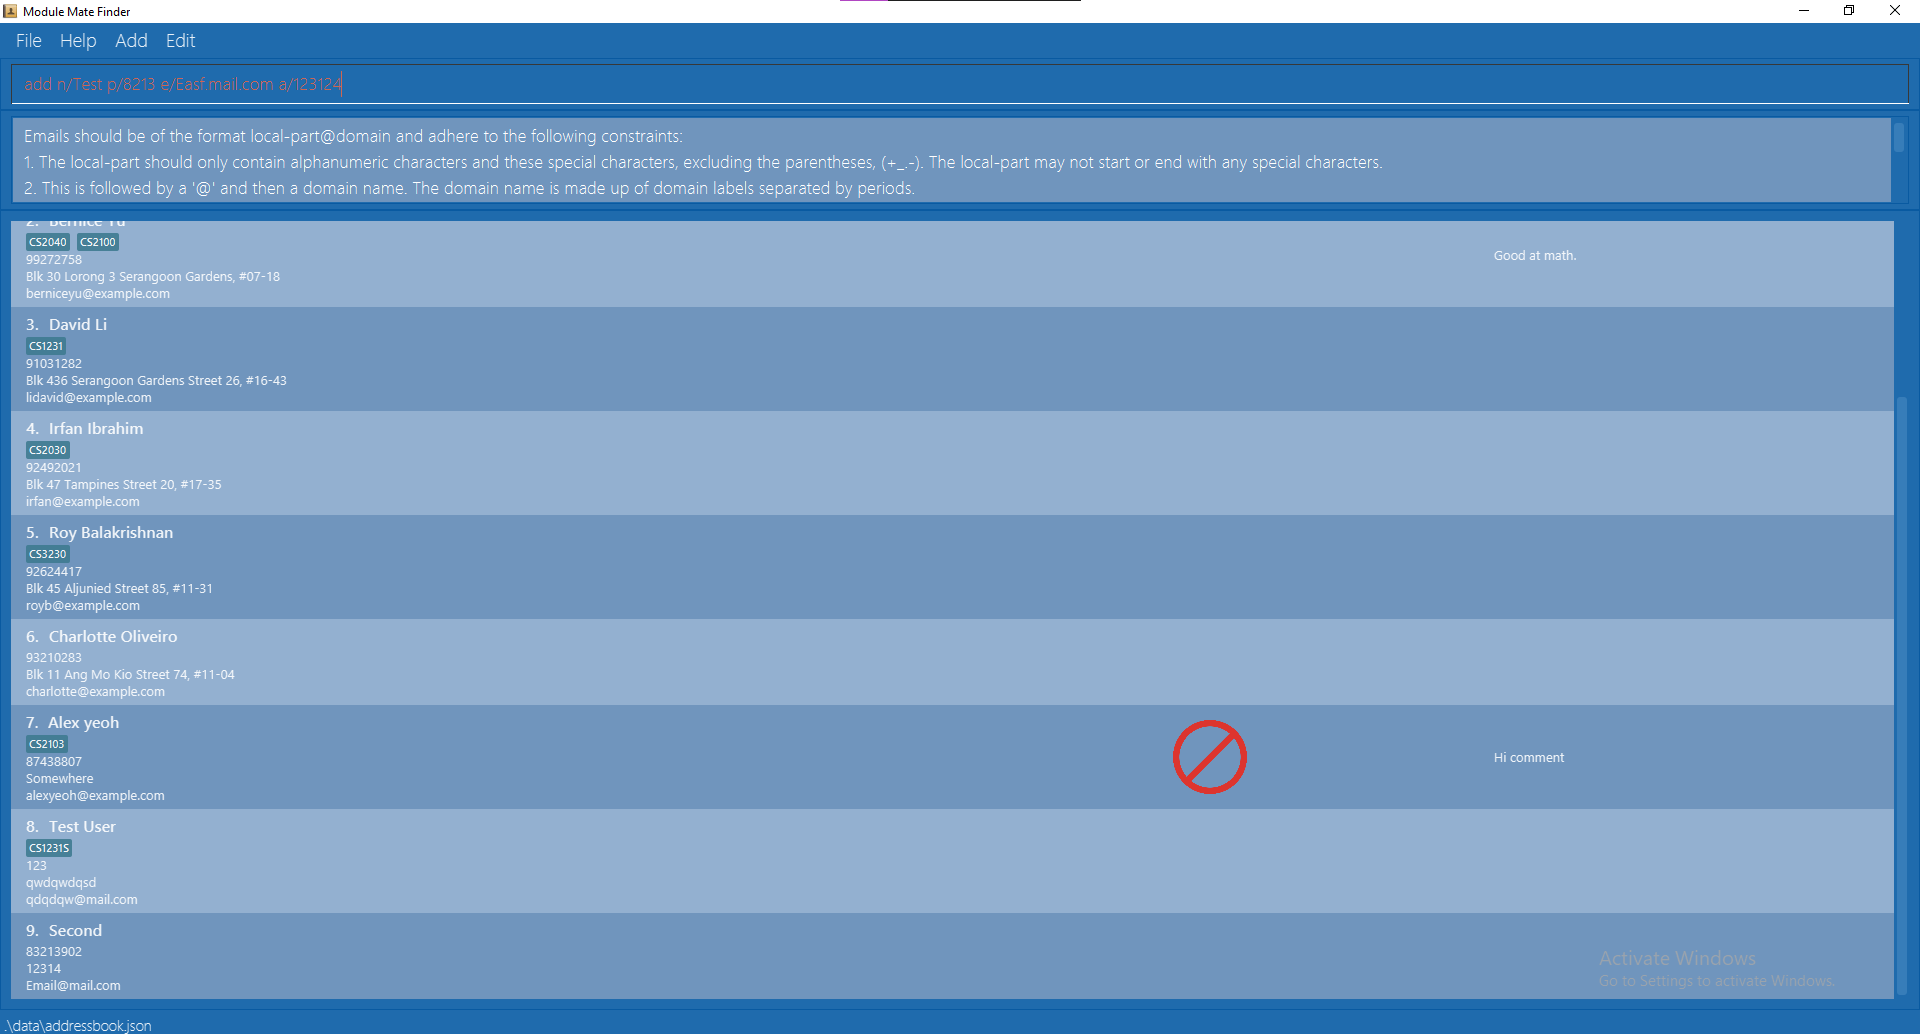 Module Mate Finder
File Help Add Edit
add n/Test p/8213 e/Easf.mail.com a/123124
Emails should be of the format local-part@domain and adhere to the following constraints:
1. The local-part should only contain alphanumeric characters and these special characters, excluding the parentheses, (+_.-). The local-part may not start or end with any special characters.
2. This is followed by a '@' and then a domain name. The domain name is made up of domain labels separated by periods.
2. Bernice Yu
CS2040 CS2100
99272758
Blk 30 Lorong 3 Serangoon Gardens, #07-18
berniceyu@example.com
Good at math.
3. David Li
CS1231
91031282
Blk 436 Serangoon Gardens Street 26, #16-43
lidavid@example.com
4. Irfan Ibrahim
CS2030
92492021
Blk 47 Tampines Street 20, #17-35
irfan@example.com
5. Roy Balakrishnan
CS3230
92624417
Blk 45 Aljunied Street 85, #11-31
royb@example.com
6. Charlotte Oliveiro
93210283
Blk 11 Ang Mo Kio Street 74, #11-04
charlotte@example.com
7. Alex yeoh
CS2103
87438807
Somewhere
alexyeoh@example.com
Hi comment
8. Test User
CS1231S
123
qwdqwdqsd
qdqdqw@mail.com
9. Second
83213902
12314
Email@mail.com
Activate Windows
Go to Settings to activate Windows.
.\data\addressbook.json